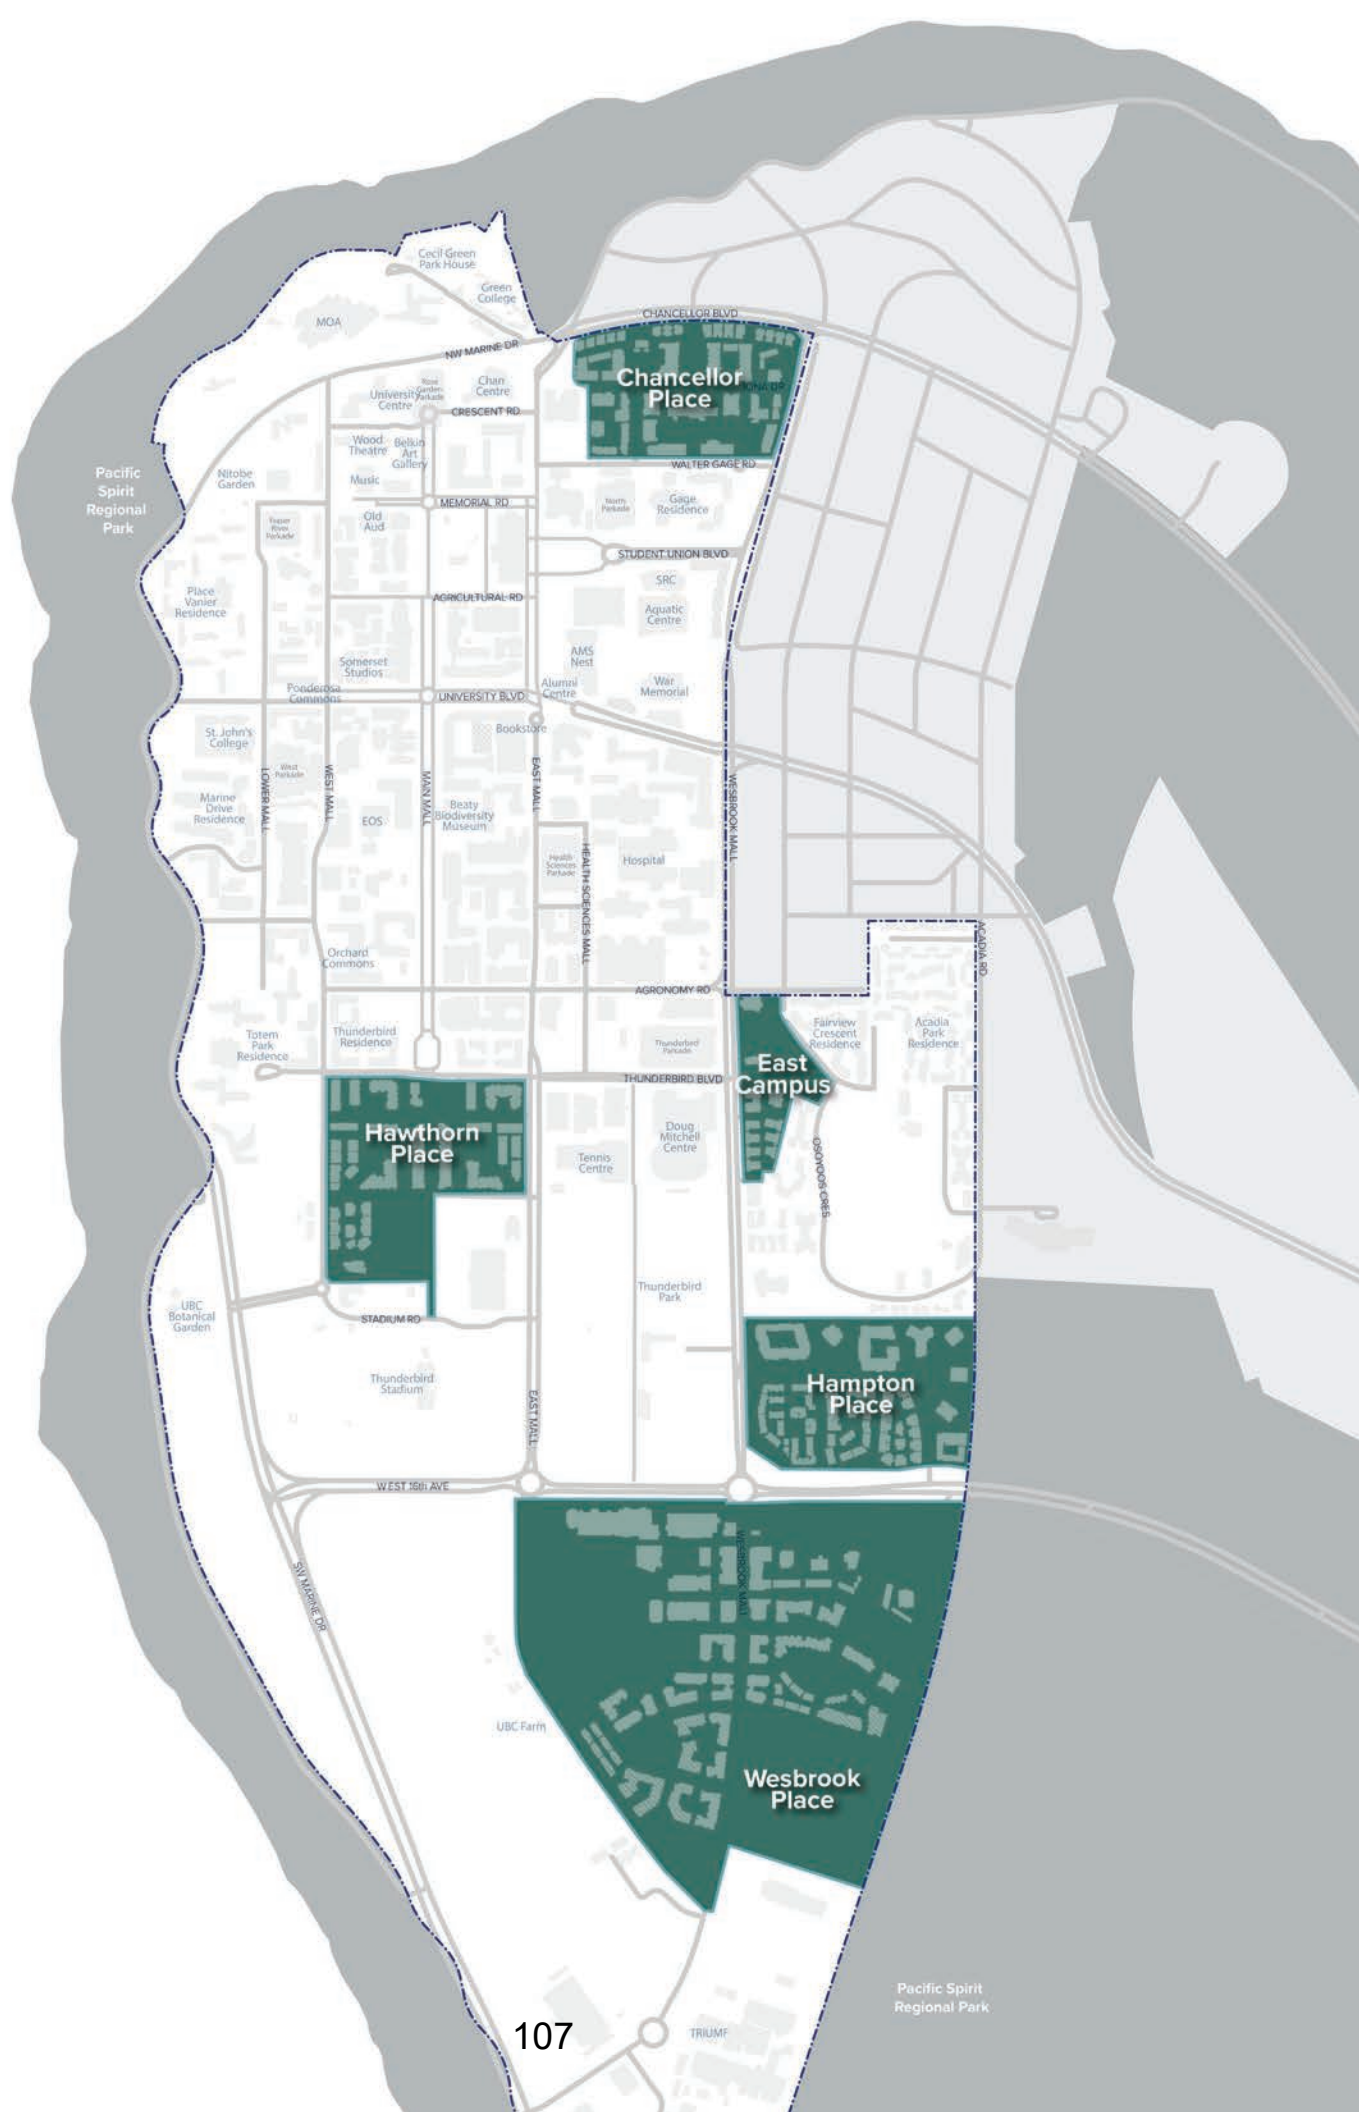 Cecil Green
Park House
Green
College
MOA
CHANCELLOR BLVD
NW MARINE DR
Chancellor
Place
IONA DR
Rose
Garden
Parkade
University
Centre
Chan
Centre
CRESCENT RD
Wood
Theatre
Belkin
Art
Gallery
WALTER GAGE RD
Pacific
Spirit
Regional
Park
Nitobe
Garden
Music
MEMORIAL RD
North
Parkade
Gage
Residence
Fraser
River
Parkade
Old
Aud
STUDENT UNION BLVD
SRC
Place
Vanier
Residence
AGRICULTURAL RD
Aquatic
Centre
Somerset
Studios
AMS
Nest
Ponderosa
Commons
UNIVERSITY BLVD
Alumni
Centre
War
Memorial
St. John's
College
Bookstore
West
Parkade
LOWER MALL
WEST MALL
MAIN MALL
EAST MALL
WESBROOK MALL
Marine
Drive
Residence
EOS
Beaty
Biodiversity
Museum
Health
Sciences
Parkade
HEALTH SCIENCES MALL
Hospital
Orchard
Commons
ACADIA RD
AGRONOMY RD
Totem
Park
Residence
Thunderbird
Residence
Thunderbird
Parkade
Fairview
Crescent
Residence
Acadia
Park
Residence
East
Campus
THUNDERBIRD BLVD
Hawthorn
Place
Doug
Mitchell
Centre
Tennis
Centre
OSOYOOS CRES
UBC
Botanical
Garden
Thunderbird
Park
STADIUM RD
Thunderbird
Stadium
Hampton
Place
EAST MALL
WEST 16th AVE
SW MARINE DR
WESBROOK MALL
UBC Farm
Wesbrook
Place
Pacific Spirit
Regional Park
107
TRIUMF